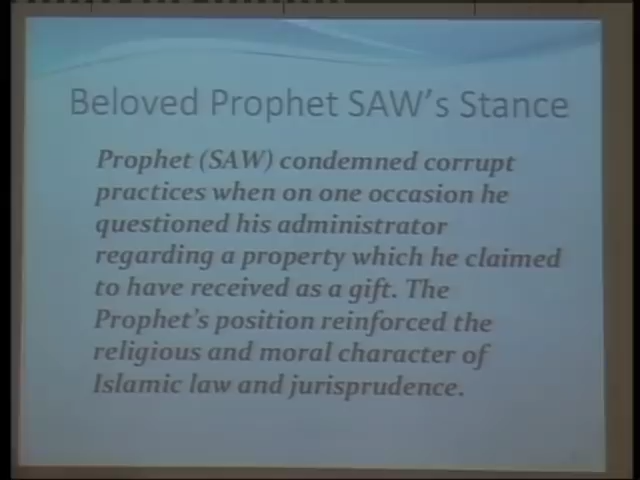 Beloved Prophet SAW's Stance
Prophet (SAW) condemned corrupt
practices when on one occasion he
questioned his administrator
regarding a property which he claimed
to have received as a gift. The
Prophet's position reinforced the
religious and moral character of
Islamic law and jurisprudence.